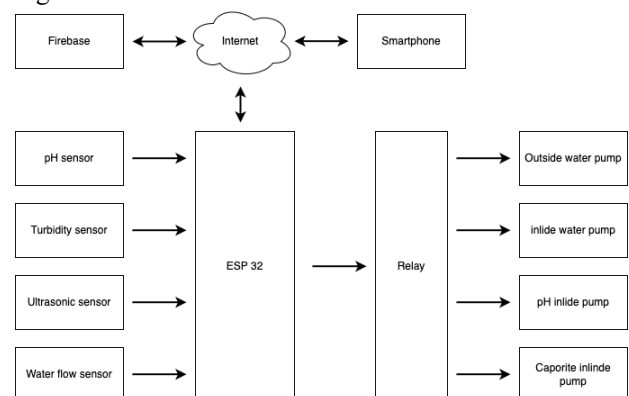 Firebase
Internet
Smartphone
pH sensor
Outside water pump
Turbidity sensor
inlide water pump
ESP 32
Relay
Ultrasonic sensor
pH inlide pump
Water flow sensor
Caporite inlinde
pump